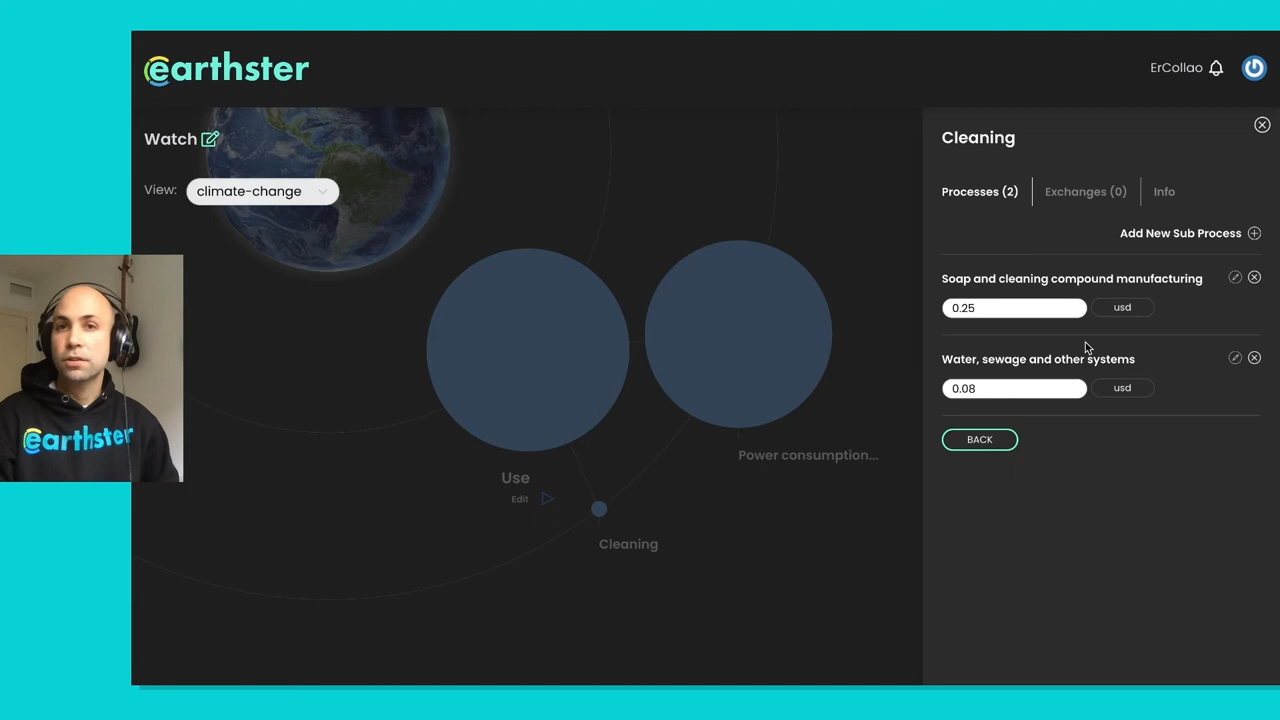 earthster
ErCollao
Watch
View:
climate-change
Cleaning
Processes (2)
Exchanges (0)
Info
Add New Sub Process
Soap and cleaning compound manufacturing
0.25
usd
Water, sewage and other systems
0.08
usd
BACK
Power consumption...
Use
Edit
Cleaning
earthster